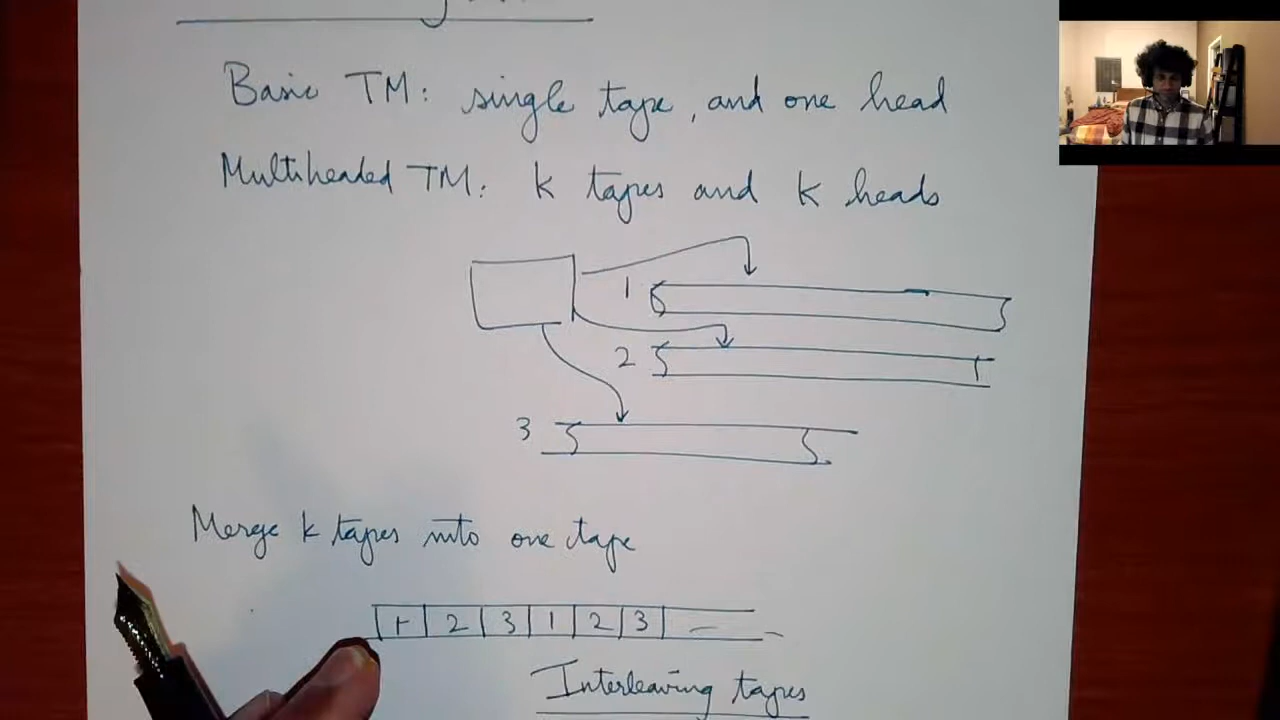 Basic TM: single tape, and one head
Multiheaded TM: k tapes and k heads
1
2
3
Merge k tapes into one tape
1 2 3 1 2 3
Interleaving tapes